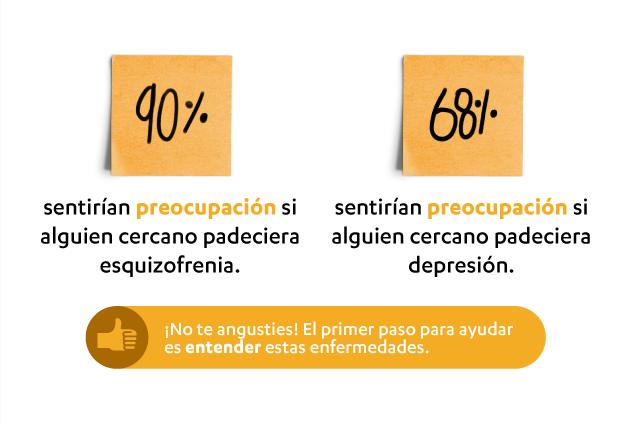 90%
sentirían preocupación si
alguien cercano padeciera
esquizofrenia.
68%
sentirían preocupación si
alguien cercano padeciera
depresión.
¡No te angusties! El primer paso para ayudar
es entender estas enfermedades.